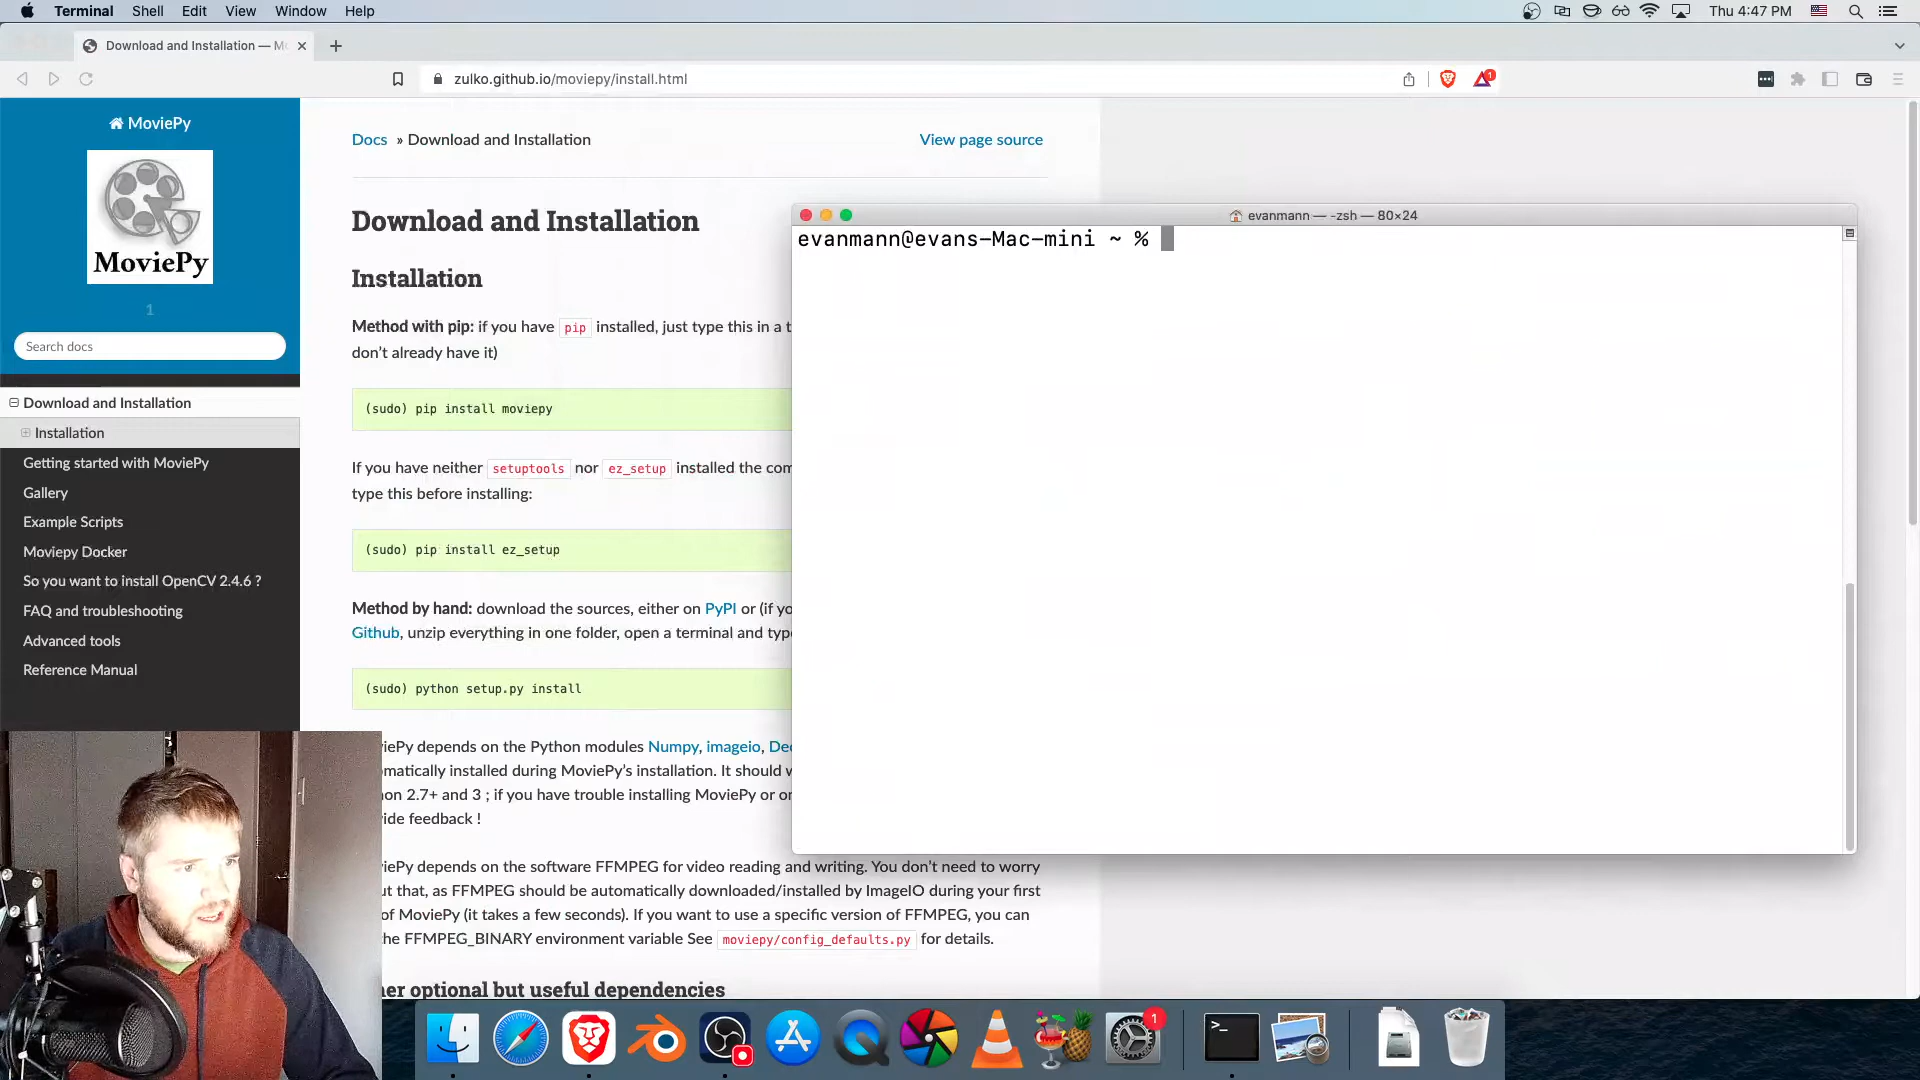 Terminal Shell Edit View Window Help Thu 4:47 PM
Download and Installation — M
zulko.github.io/moviepy/install.html 1
MoviePy
MoviePy
1
Search docs
Download and Installation
Installation
Getting started with MoviePy
Gallery
Example Scripts
Moviepy Docker
So you want to install OpenCV 2.4.6 ?
FAQ and troubleshooting
Advanced tools
Reference Manual
Docs » Download and Installation View page source
Download and Installation
Installation
Method with pip: if you have pip installed, just type this in a t
don't already have it)
(sudo) pip install moviepy
If you have neither setuptools nor ez_setup installed the com
type this before installing:
(sudo) pip install ez_setup
Method by hand: download the sources, either on PyPI or (if yo
Github, unzip everything in one folder, open a terminal and type
(sudo) python setup.py install
iePy depends on the Python modules Numpy, imageio, Dec
matically installed during MoviePy's installation. It should w
on 2.7+ and 3 ; if you have trouble installing MoviePy or on
ide feedback !
iePy depends on the software FFMPEG for video reading and writing. You don't need to worry
ut that, as FFMPEG should be automatically downloaded/installed by ImageIO during your first
of MoviePy (it takes a few seconds). If you want to use a specific version of FFMPEG, you can
he FFMPEG_BINARY environment variable See moviepy/config_defaults.py for details.
er optional but useful dependencies
evanmann — -zsh — 80×24
evanmann@evans-Mac-mini ~ %
1